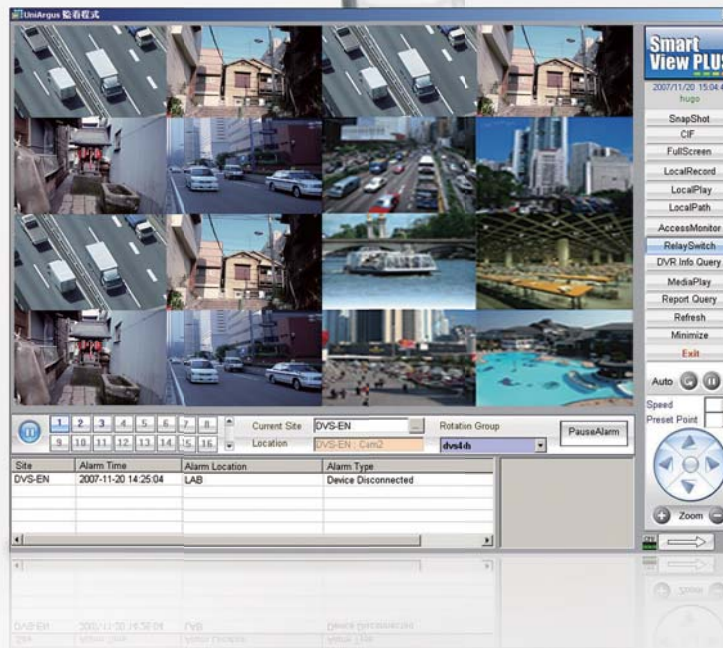 UniArgus 監看程式
Smart
View PLUS
2007/11/20 15:04:4
hugo
SnapShot
CIF
FullScreen
LocalRecord
LocalPlay
LocalPath
AccessMonitor
RelaySwitch
DVR Info Query
MediaPlay
Report Query
Refresh
Minimize
Exit
Auto
Speed
Preset Point
Zoom
1 2 3 4 5 6 7 8
9 10 11 12 13 14 15 16
Current Site DVS-EN ...
Location DVS-EN : Cam2
Rotation Group
dvs4ch
PauseAlarm
Site Alarm Time Alarm Location Alarm Type
DVS-EN 2007-11-20 14:25:04 LAB Device Disconnected